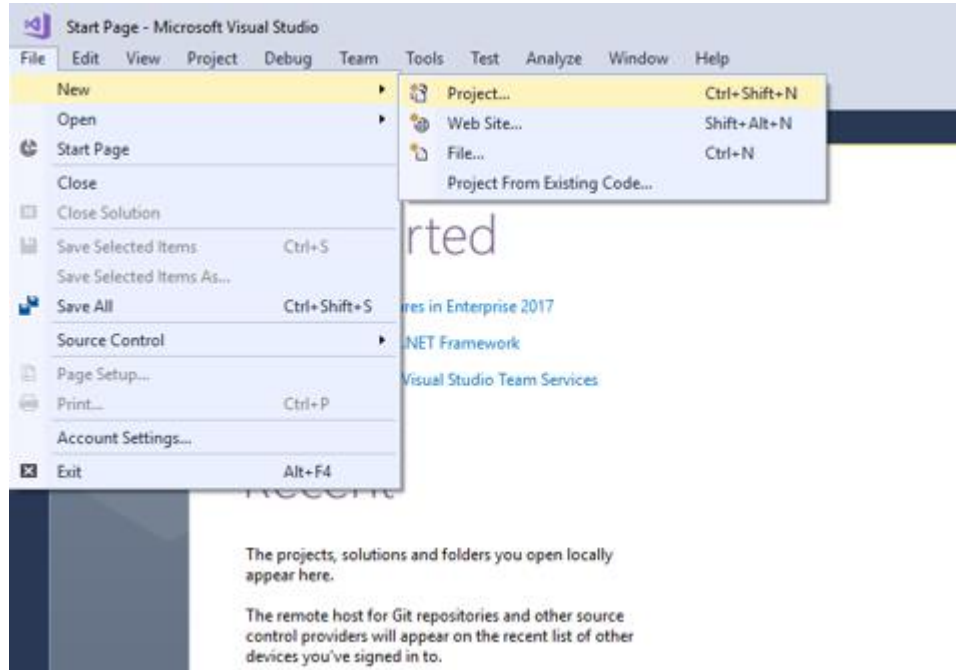 Start Page - Microsoft Visual Studio
File Edit View Project Debug Team Tools Test Analyze Window Help
New
Open
Start Page
Close
Close Solution
Save Selected Items Ctrl+S
Save Selected Items As...
Save All Ctrl+Shift+S
Source Control
Page Setup...
Print... Ctrl+P
Account Settings...
Exit Alt+F4
Project... Ctrl+Shift+N
Web Site... Shift+Alt+N
File... Ctrl+N
Project From Existing Code...
rted
res in Enterprise 2017
.NET Framework
Visual Studio Team Services
Recent
The projects, solutions and folders you open locally
appear here.
The remote host for Git repositories and other source
control providers will appear on the recent list of other
devices you've signed in to.